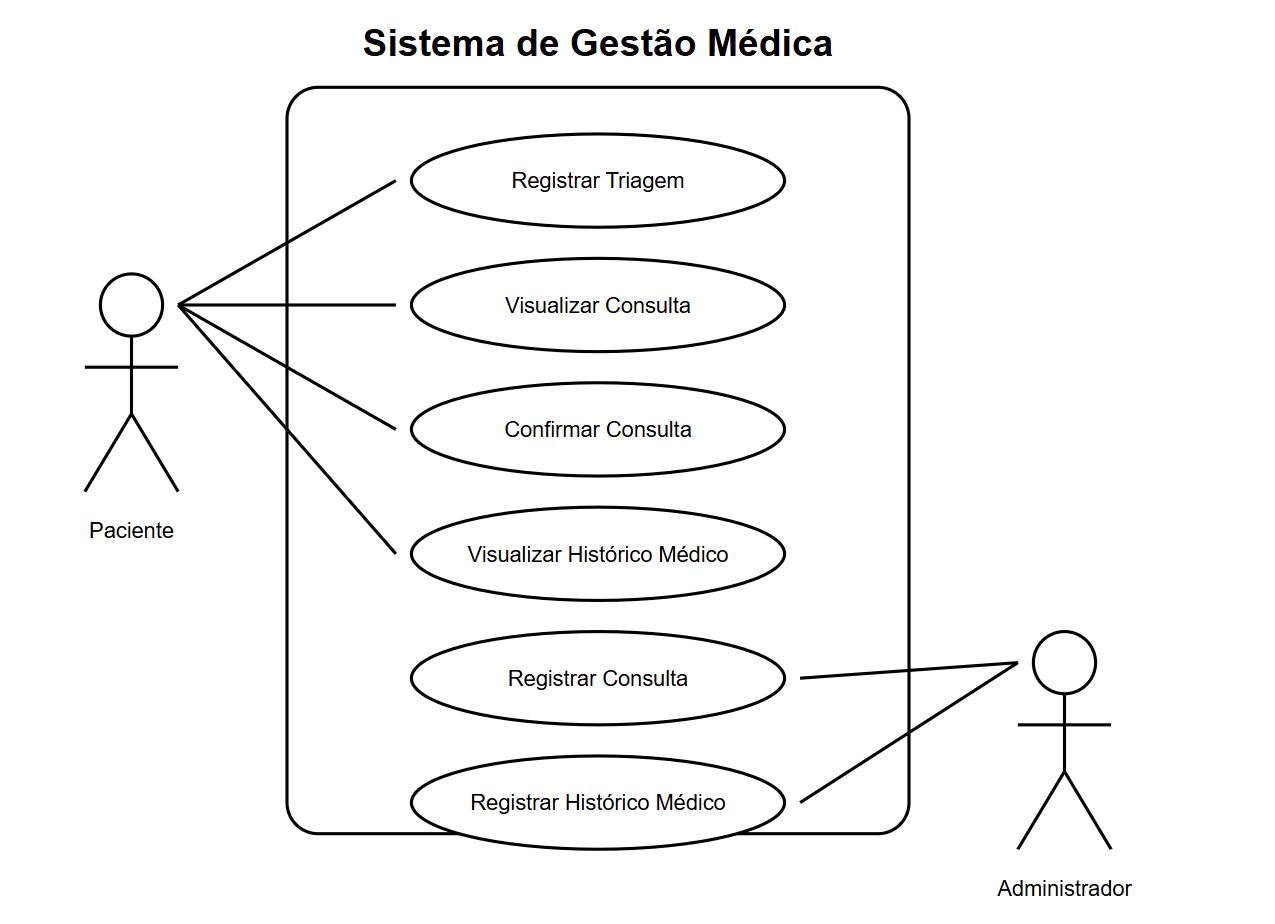 Sistema de Gestão Médica
Registrar Triagem
Visualizar Consulta
Confirmar Consulta
Paciente
Visualizar Histórico Médico
Registrar Consulta
Registrar Histórico Médico
Administrador